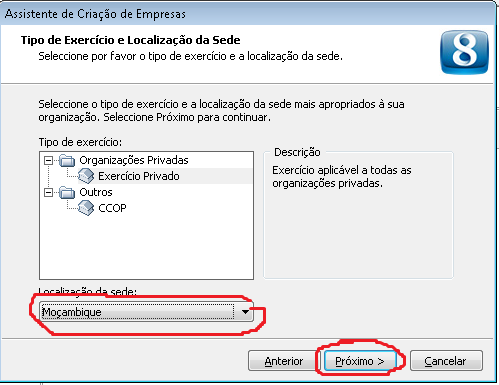 Assistente de Criação de Empresas
Tipo de Exercício e Localização da Sede
Seleccione por favor o tipo de exercício e a localização da sede.
8
Seleccione o tipo de exercício e a localização da sede mais apropriados à sua
organização. Seleccione Próximo para continuar.
Tipo de exercício:
Organizações Privadas
Exercício Privado
Outros
CCOP
Descrição
Exercício aplicável a todas as
organizações privadas.
Localização da sede:
Moçambique
Anterior
Próximo >
Cancelar